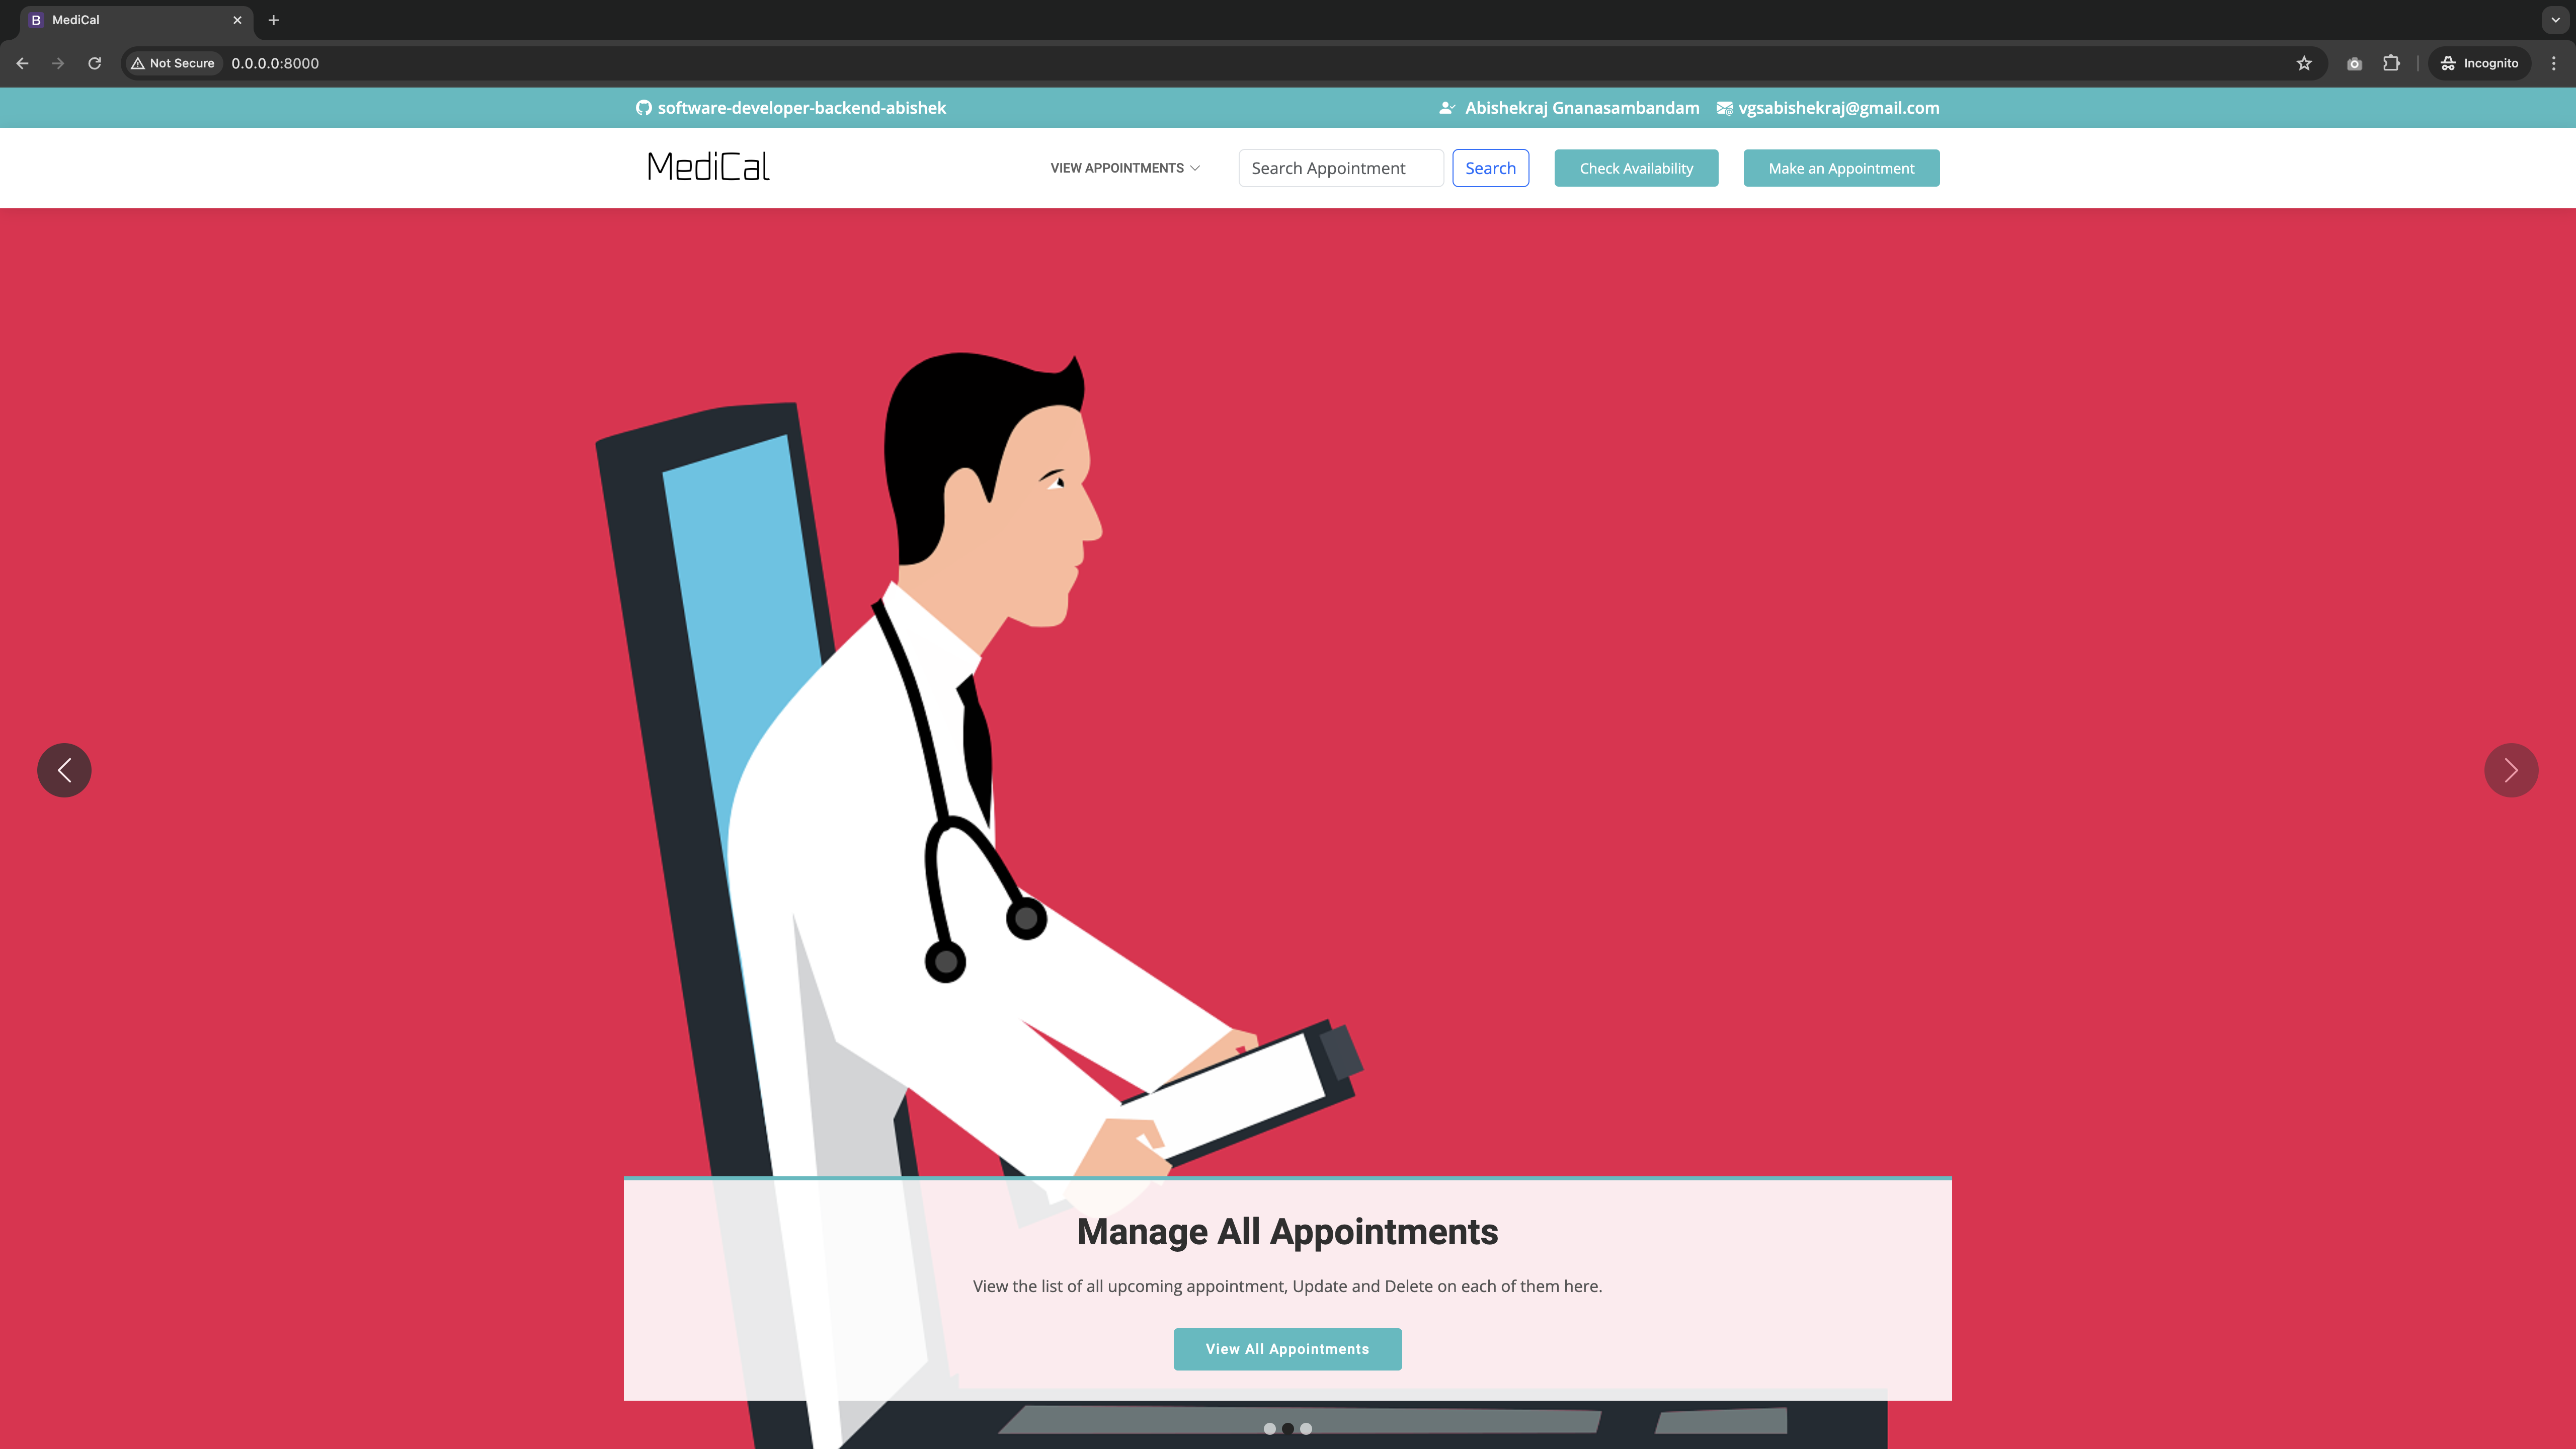 MediCal
Not Secure 0.0.0.0:8000 Incognito
software-developer-backend-abishek Abishekraj Gnanasambandam vgsabishekraj@gmail.com
MediCal VIEW APPOINTMENTS Search Appointment Search Check Availability Make an Appointment
Manage All Appointments
View the list of all upcoming appointment, Update and Delete on each of them here.
View All Appointments